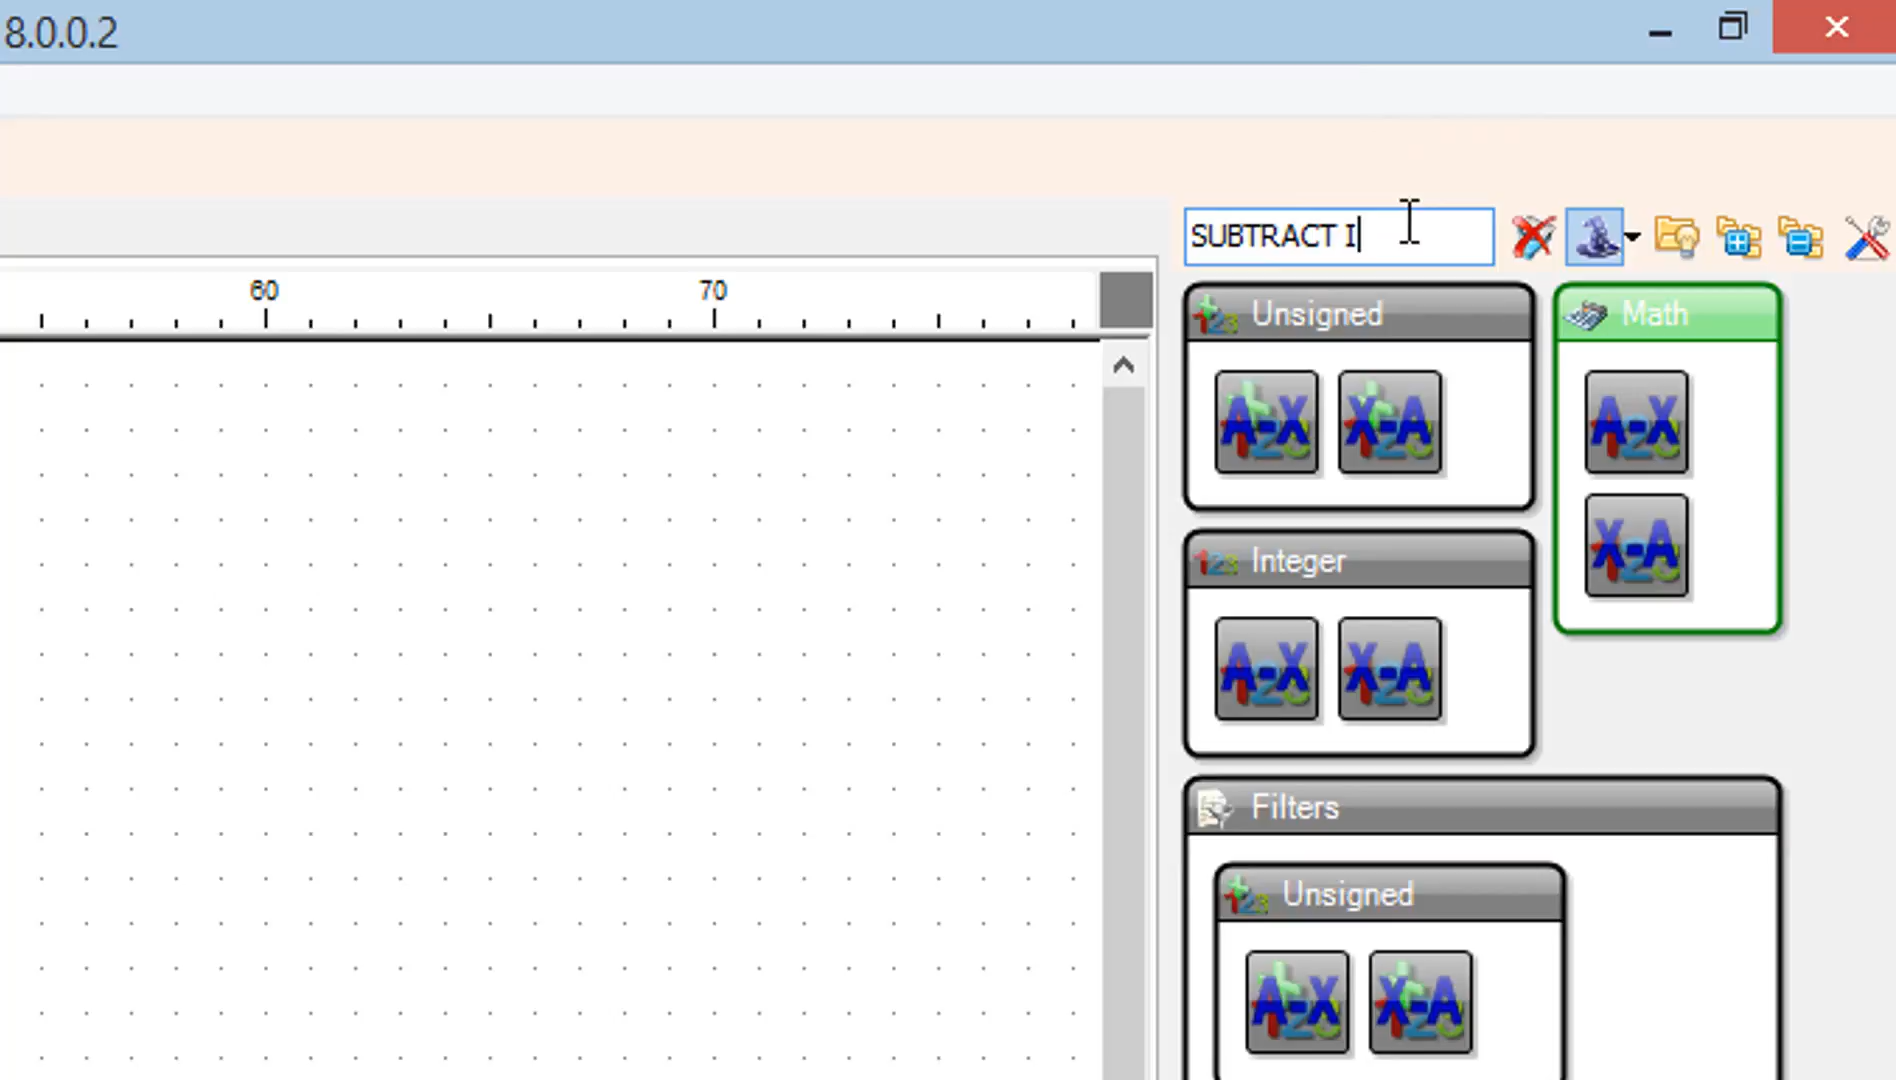 8.0.0.2
SUBTRACT I
60 70
Unsigned
Math
A-X X-A
A-X
X-A
Integer
A-X X-A
Filters
Unsigned
A-X X-A